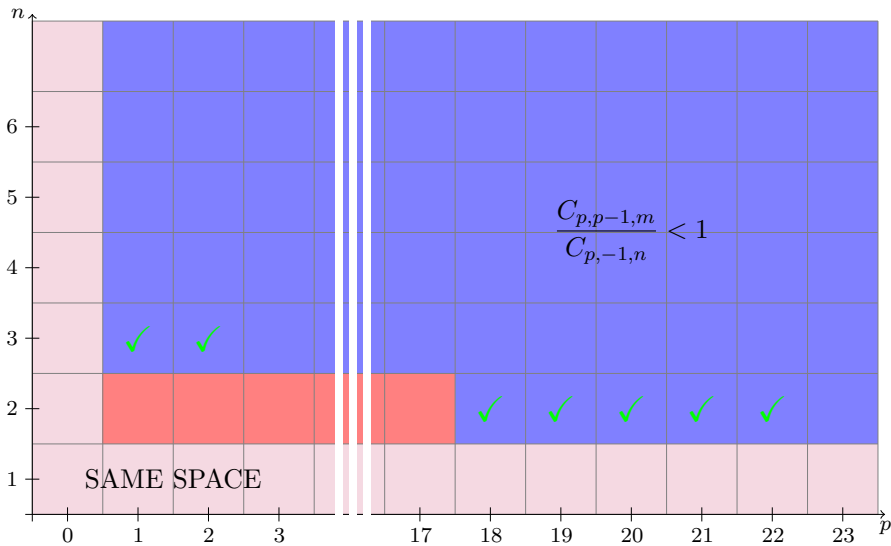 n
6
5
$\frac{C_{p,p-1,m}}{C_{p,-1,n}} < 1$
4
3
✓ ✓
2 ✓ ✓ ✓ ✓ ✓
1 SAME SPACE
0 1 2 3 17 18 19 20 21 22 23 p